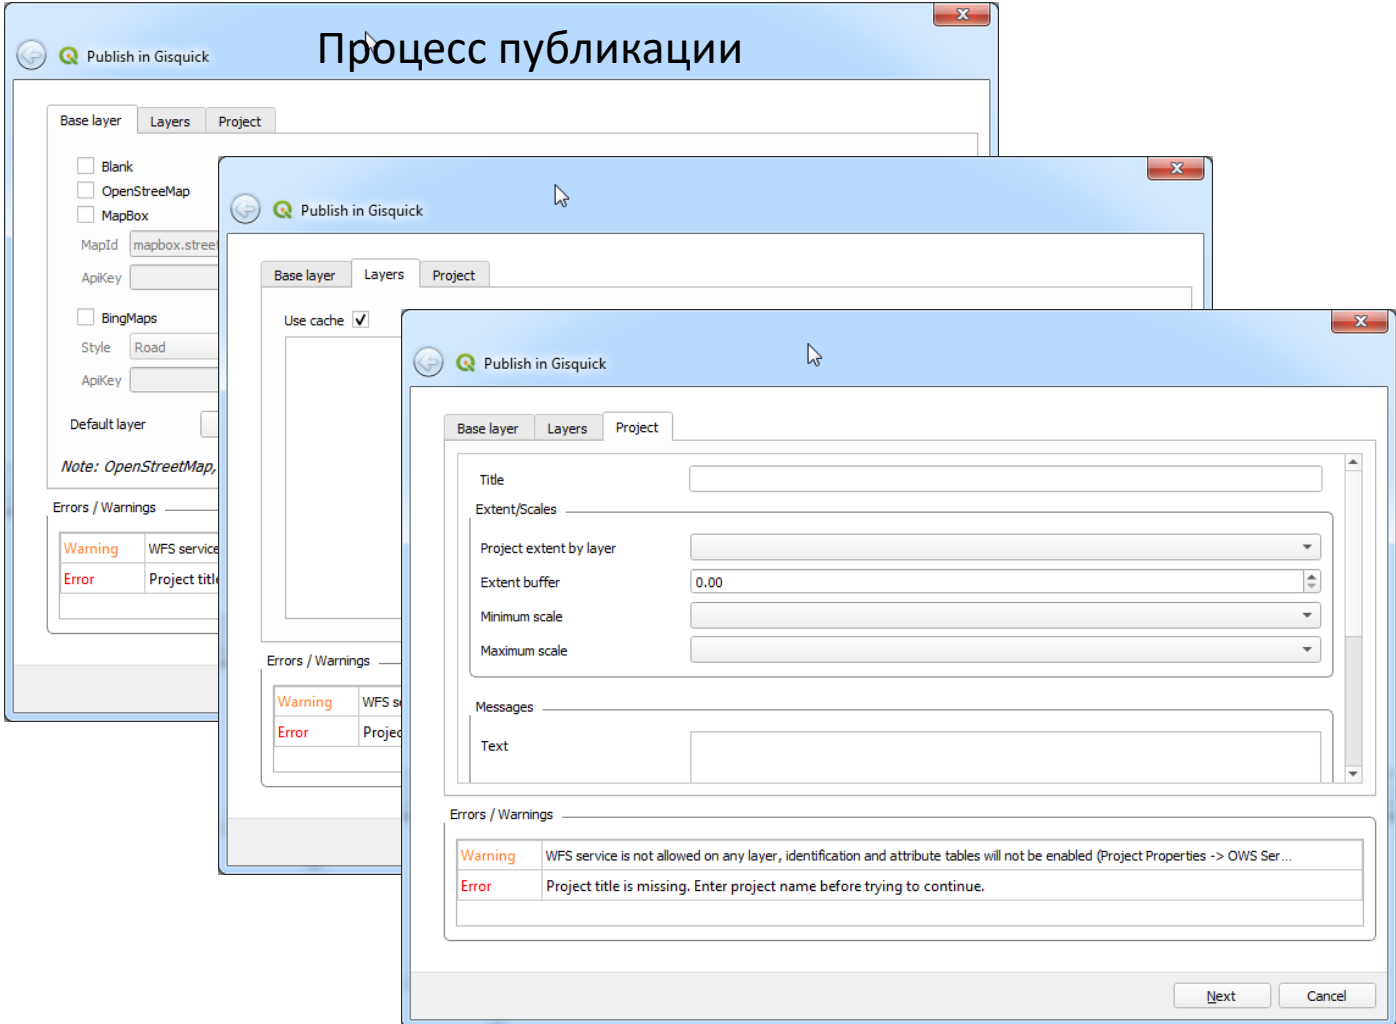 Процесс публикации
Publish in Gisquick
Base layer
Layers
Project
Blank
OpenStreetMap
MapBox
MapId
mapbox.street
ApiKey
BingMaps
Style
Road
ApiKey
Default layer
Note: OpenStreetMap,
Errors / Warnings
Warning
WFS service
Error
Project title
Publish in Gisquick
Base layer
Layers
Project
Use cache
Errors / Warnings
Warning
WFS se
Error
Projec
Publish in Gisquick
Base layer
Layers
Project
Title
Extent/Scales
Project extent by layer
Extent buffer
0.00
Minimum scale
Maximum scale
Messages
Text
Errors / Warnings
Warning
WFS service is not allowed on any layer, identification and attribute tables will not be enabled (Project Properties -> OWS Ser...
Error
Project title is missing. Enter project name before trying to continue.
Next
Cancel